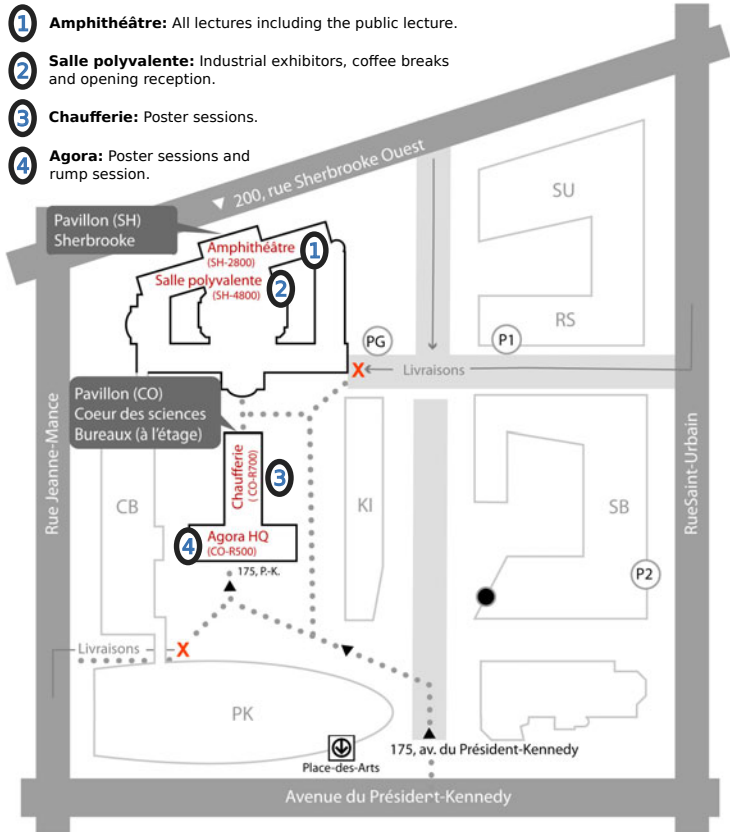 1 Amphithéâtre: All lectures including the public lecture.
2 Salle polyvalente: Industrial exhibitors, coffee breaks
and opening reception.
3 Chaufferie: Poster sessions.
4 Agora: Poster sessions and
rump session.
200, rue Sherbrooke Ouest
SU
Pavillon (SH)
Sherbrooke
Amphithéâtre
(SH-2800)
1
Salle polyvalente
(SH-4800)
2
RS
PG
P1
X
Livraisons
Pavillon (CO)
Coeur des sciences
Bureaux (à l'étage)
Rue Jeanne-Mance
RueSaint-Urbain
Chaufferie
( CO-R700)
3
CB
KI
SB
Agora HQ
(CO-R500)
4
175, P.-K.
P2
Livraisons
X
PK
Place-des-Arts
175, av. du Président-Kennedy
Avenue du Président-Kennedy